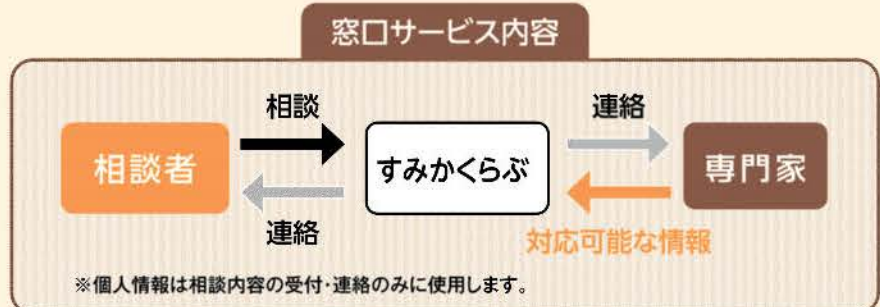 窓口サービス内容
相談
連絡
相談者
すみかくらぶ
専門家
連絡
対応可能な情報
※個人情報は相談内容の受付・連絡のみに使用します。